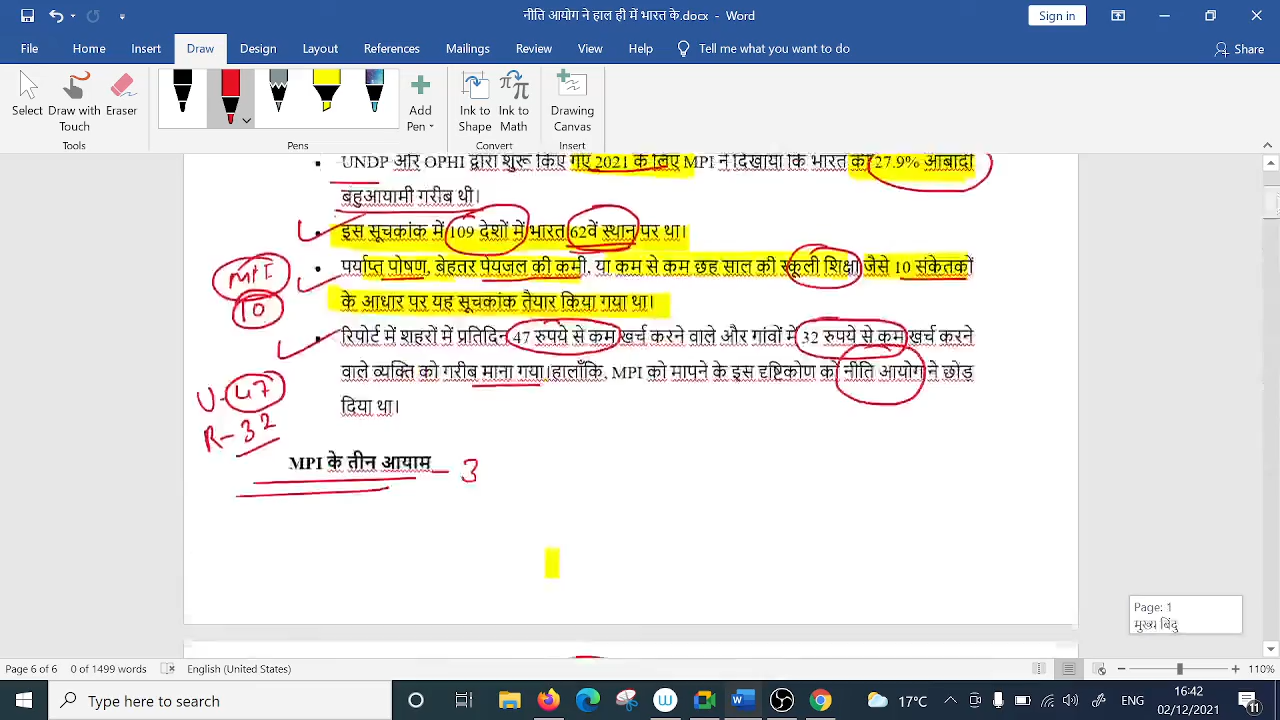 नीति आयोग ने हाल ही में भारत के.docx - Word
Sign in
File Home Insert Draw Design Layout References Mailings Review View Help Tell me what you want to do Share
Select Draw with Touch Eraser Add Pen Ink to Shape Ink to Math Drawing Canvas
Tools Pens Convert Insert
UNDP और OPHI द्वारा शुरू किए गए 2021 के लिए MPI ने दिखाया कि भारत की 27.9% आबादी
बहुआयामी गरीब थी।
इस सूचकांक में 109 देशों में भारत 62वें स्थान पर था।
MPI
पर्याप्त पोषण, बेहतर पेयजल की कमी, या कम से कम छह साल की स्कूली शिक्षा जैसे 10 संकेतकों
10
के आधार पर यह सूचकांक तैयार किया गया था।
रिपोर्ट में शहरों में प्रतिदिन 47 रुपये से कम खर्च करने वाले और गांवों में 32 रुपये से कम खर्च करने
वाले व्यक्ति को गरीब माना गया।हालाँकि, MPI को मापने के इस दृष्टिकोण को नीति आयोग ने छोड़
U-47
दिया था।
R-32
MPI के तीन आयाम - 3
Page: 1
मुख्य बिंदु
Page 6 of 6 0 of 1499 words English (United States) 110%
Type here to search 17°C ENG 16:42 02/12/2021 11